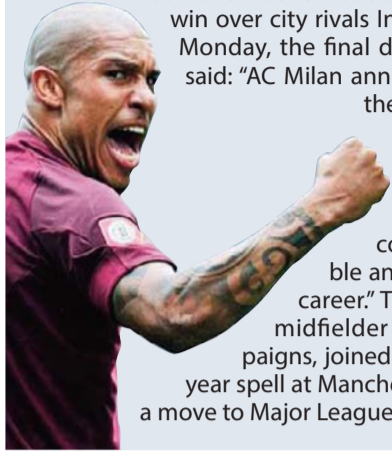 win over city rivals In
Monday, the final d
said: "AC Milan ann
the
co
ble an
career." T
midfielder
paigns, joined
year spell at Manche
a move to Major League